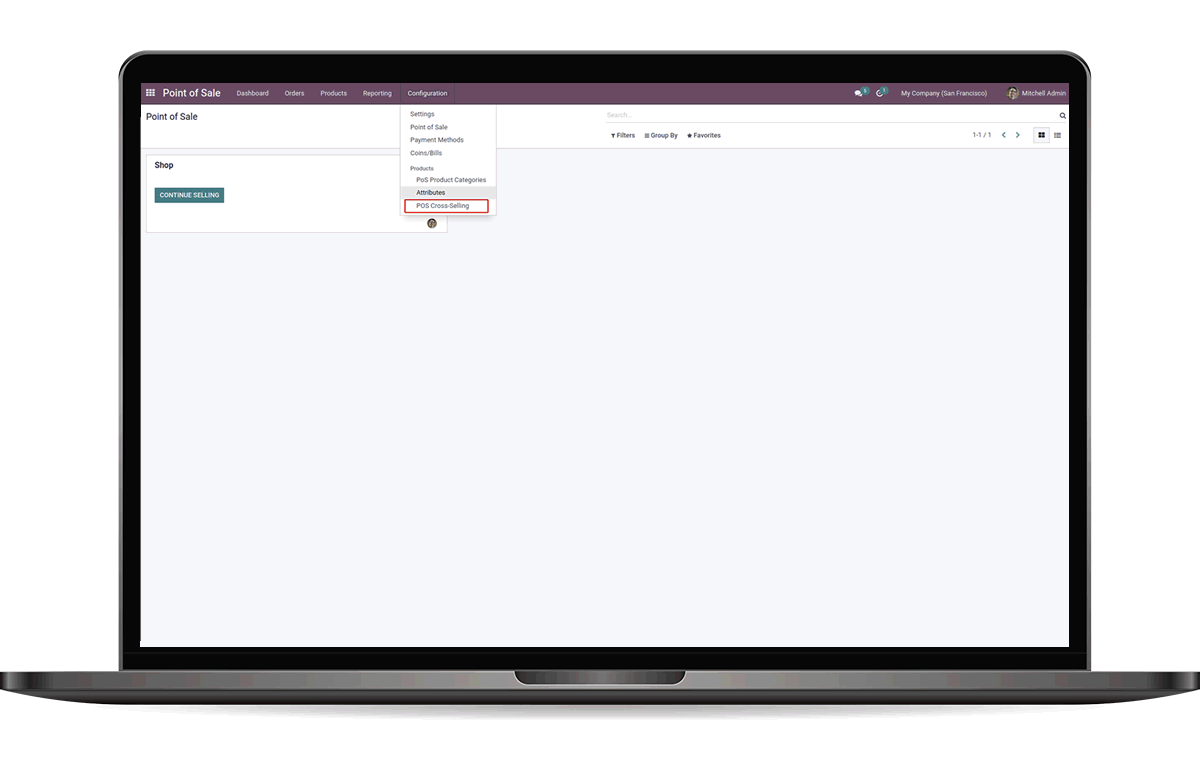 Point of Sale Dashboard Orders Products Reporting Configuration 5 1 My Company (San Francisco) Mitchell Admin
Point of Sale
Search...
Filters Group By Favorites 1-1 / 1
Settings
Point of Sale
Payment Methods
Coins/Bills
Products
PoS Product Categories
Attributes
POS Cross-Selling
Shop
CONTINUE SELLING